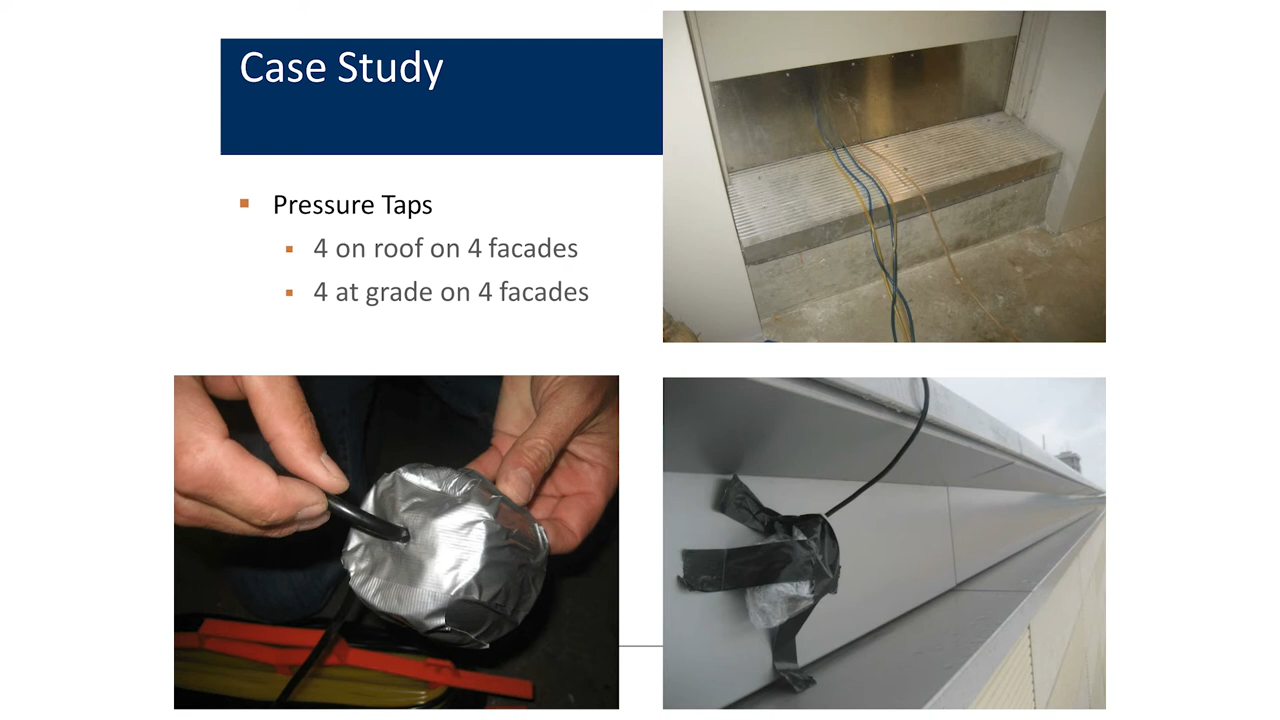 Case Study
Pressure Taps
4 on roof on 4 facades
4 at grade on 4 facades